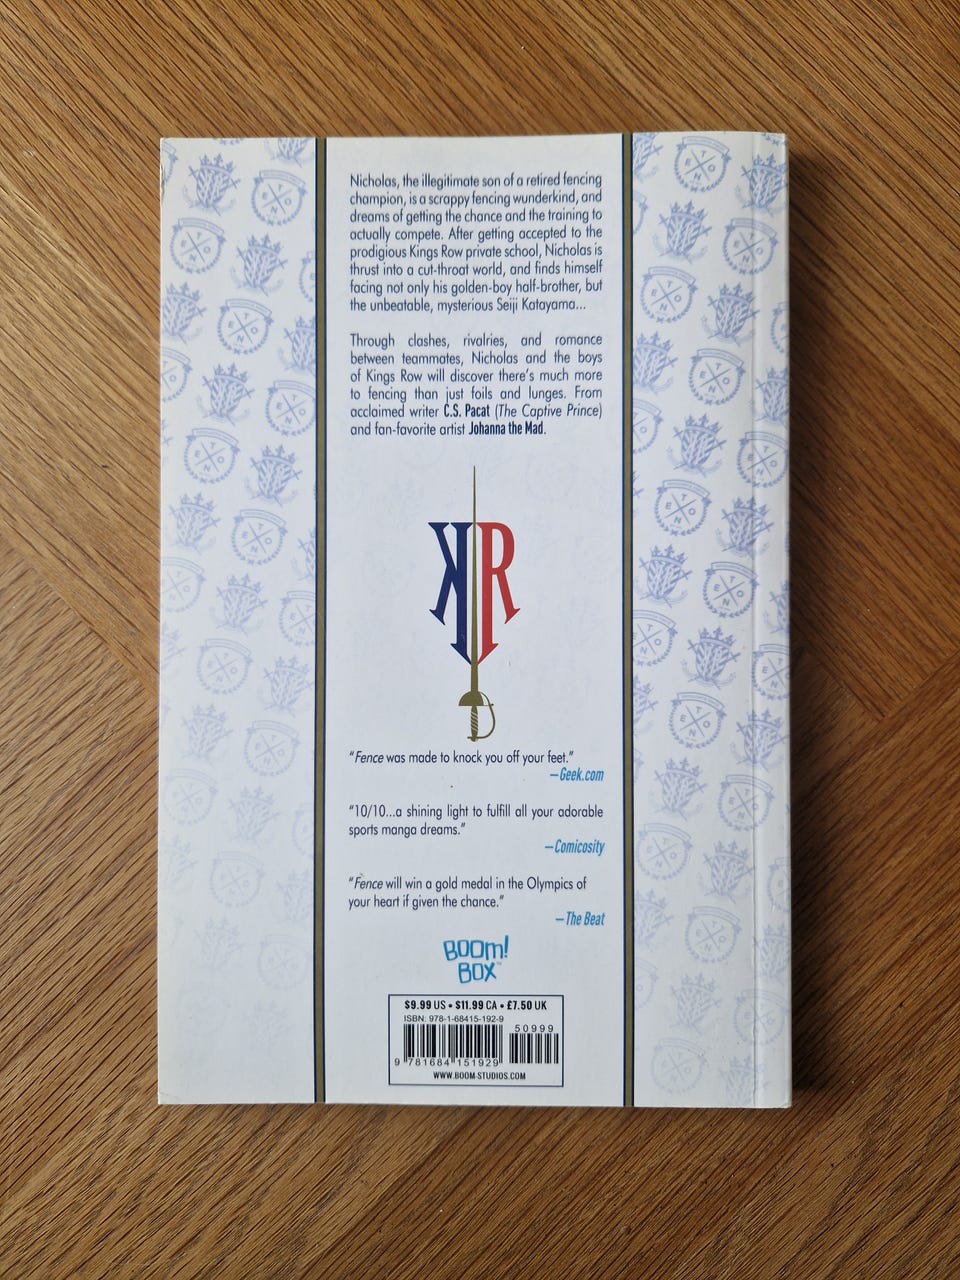 Nicholas, the illegitimate son of a retired fencing
champion, is a scrappy fencing wunderkind, and
dreams of getting the chance and the training to
actually compete. After getting accepted to the
prodigious Kings Row private school, Nicholas is
thrust into a cut-throat world, and finds himself
facing not only his golden-boy half-brother, but
the unbeatable, mysterious Seiji Katayama...
Through clashes, rivalries, and romance
between teammates, Nicholas and the boys
of Kings Row will discover there's much more
to fencing than just foils and lunges. From
acclaimed writer C.S. Pacat (The Captive Prince)
and fan-favorite artist Johanna the Mad.
KR
"Fence was made to knock you off your feet."
—Geek.com
"10/10...a shining light to fulfill all your adorable
sports manga dreams."
—Comicosity
"Fence will win a gold medal in the Olympics of
your heart if given the chance."
—The Beat
BOOM!
BOX™
$9.99 US • $11.99 CA • £7.50 UK
ISBN: 978-1-68415-192-9
50999
9 781684 151929
WWW.BOOM-STUDIOS.COM